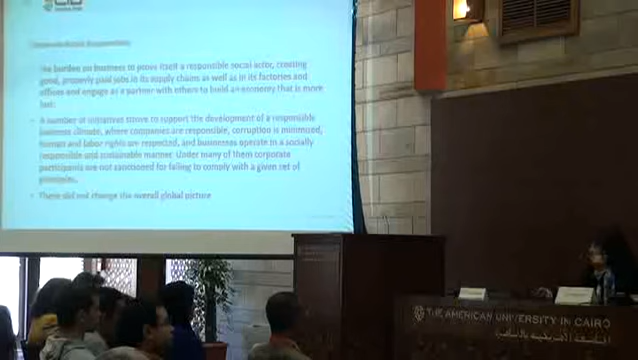 Corporate Social Responsibility
The burden on business to prove itself a responsible social actor, creating
good, properly paid jobs in its supply chains as well as in its factories and
offices and engage as a partner with others to build an economy that is more
A number of initiatives strove to support the development of a responsible
business climate, where companies are responsible, corruption is minimized,
human and labor rights are respected, and businesses operate in a socially
responsible and sustainable manner. Under many of them corporate
participants are not sanctioned for failing to comply with a given set of
principles.
These did not change the overall global picture
THE AMERICAN UNIVERSITY IN CAIRO
الجامعة الأمريكية بالقاهرة